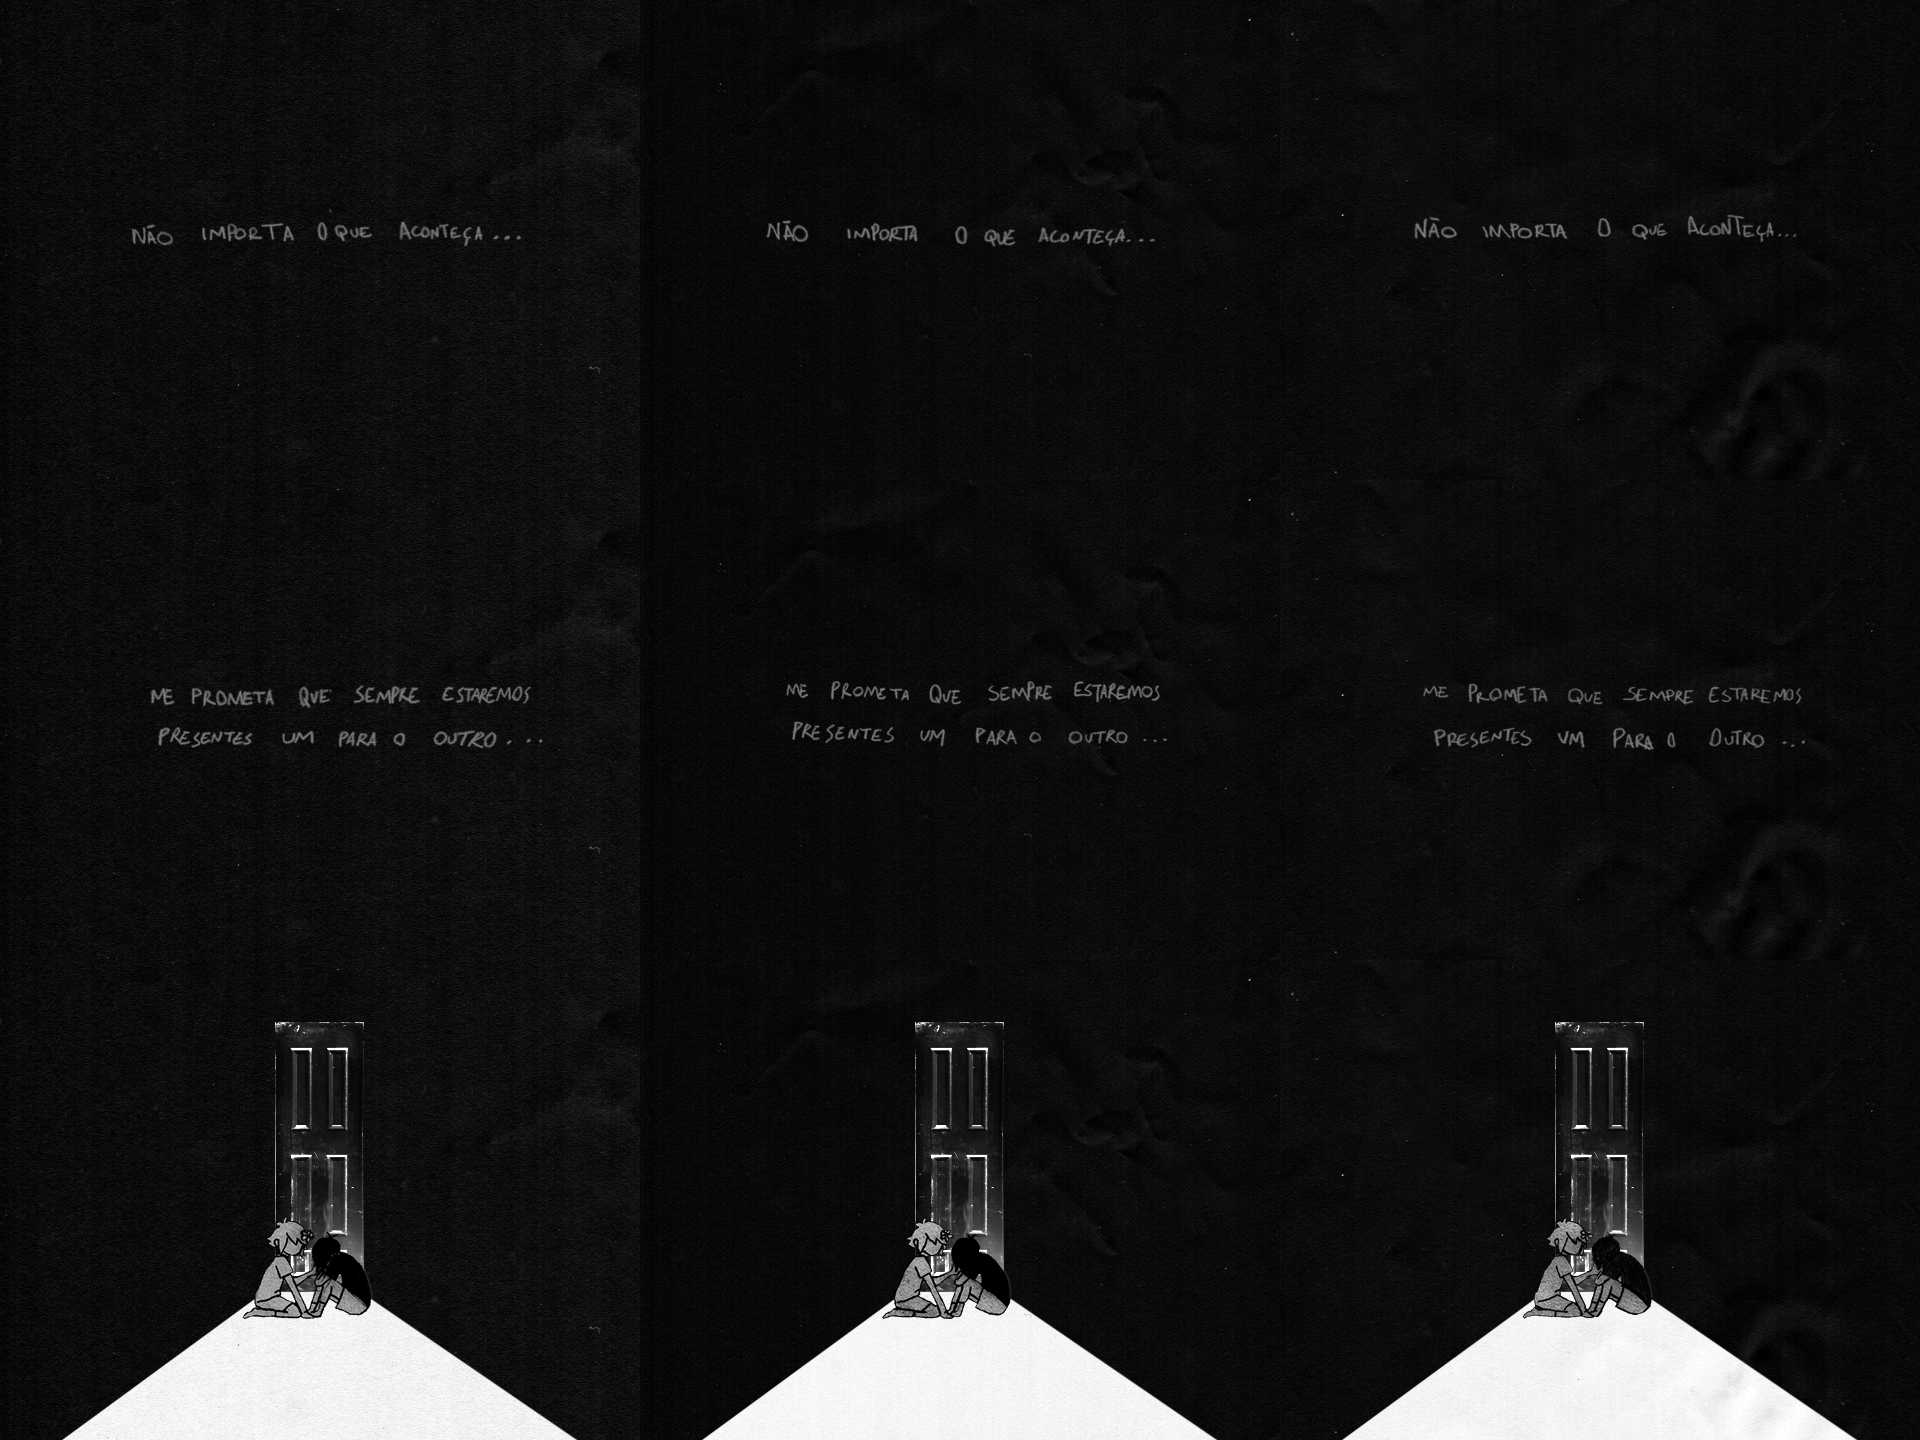 NÃO IMPORTA O QUE ACONTEÇA...
NÃO IMPORTA O QUE ACONTEÇA...
NÃO IMPORTA O QUE ACONTEÇA...
ME PROMETA QUE SEMPRE ESTAREMOS
PRESENTES UM PARA O OUTRO...
ME PROMETA QUE SEMPRE ESTAREMOS
PRESENTES UM PARA O OUTRO...
ME PROMETA QUE SEMPRE ESTAREMOS
PRESENTES UM PARA O OUTRO...